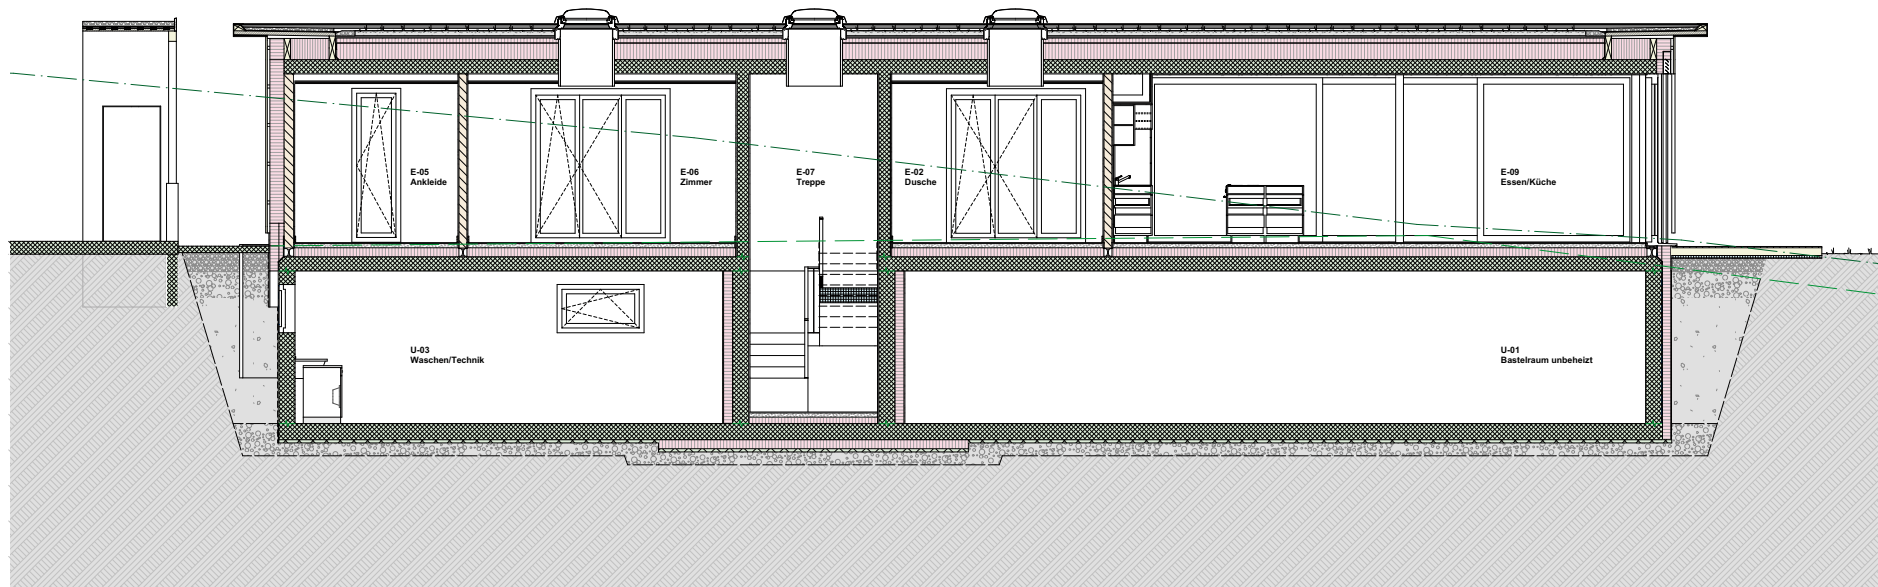 E-05
Ankleide
E-06
Zimmer
E-07
Treppe
E-02
Dusche
E-09
Essen/Küche
U-03
Waschen/Technik
U-01
Bastelraum unbeheizt